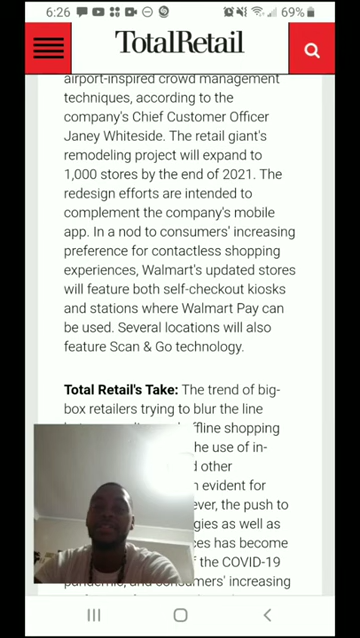 6:26
69%
TotalRetail
airport-inspired crowd management
techniques, according to the
company's Chief Customer Officer
Janey Whiteside. The retail giant's
remodeling project will expand to
1,000 stores by the end of 2021. The
redesign efforts are intended to
complement the company's mobile
app. In a nod to consumers' increasing
preference for contactless shopping
experiences, Walmart's updated stores
will feature both self-checkout kiosks
and stations where Walmart Pay can
be used. Several locations will also
feature Scan & Go technology.
Total Retail's Take: The trend of big-
box retailers trying to blur the line
offline shopping
the use of in-
other
evident for
the push to
as well as
has become
the COVID-19
pandemic, and consumers' increasing